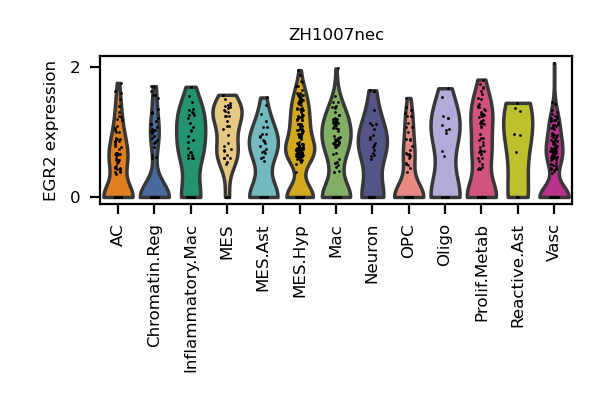 ZH1007nec
EGR2 expression
2
0
AC
Chromatin.Reg
Inflammatory.Mac
MES
MES.Ast
MES.Hyp
Mac
Neuron
OPC
Oligo
Prolif.Metab
Reactive.Ast
Vasc